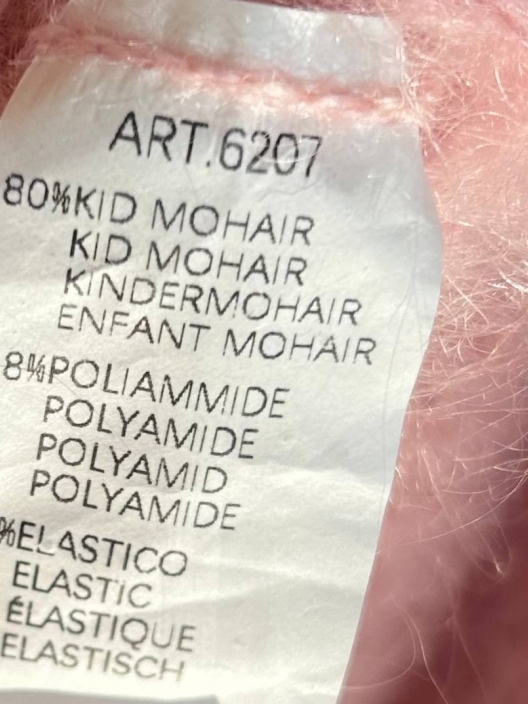 ART.6207
80%KID MOHAIR
KID MOHAIR
KINDERMOHAIR
ENFANT MOHAIR
8%POLIAMMIDE
POLYAMIDE
POLYAMID
POLYAMIDE
%ELASTICO
ELASTIC
ÉLASTIQUE
ELASTISCH